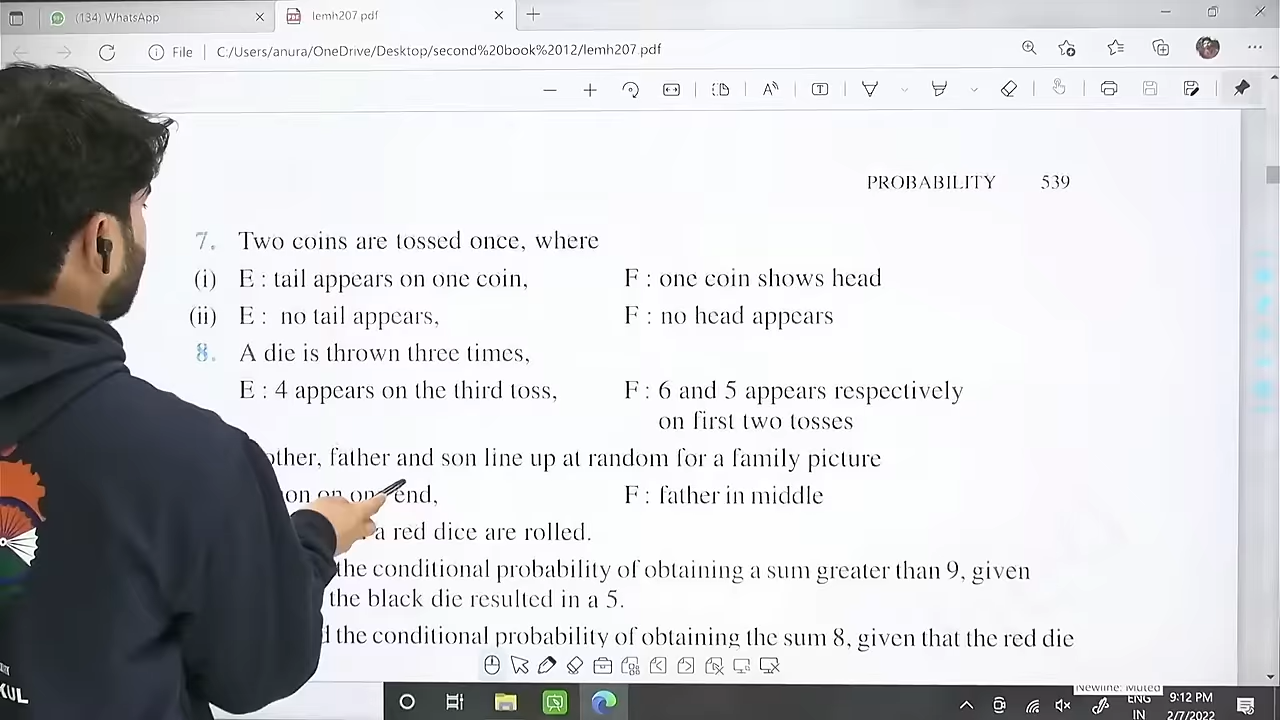 (134) WhatsApp
lemh207.pdf
File
C:/Users/anura/OneDrive/Desktop/second%20book%2012/lemh207.pdf
PROBABILITY 539
7. Two coins are tossed once, where
(i) E : tail appears on one coin, F : one coin shows head
(ii) E : no tail appears, F : no head appears
8. A die is thrown three times,
E : 4 appears on the third toss, F : 6 and 5 appears respectively
on first two tosses
other, father and son line up at random for a family picture
on on one end, F : father in middle
a red dice are rolled.
the conditional probability of obtaining a sum greater than 9, given
the black die resulted in a 5.
d the conditional probability of obtaining the sum 8, given that the red die
Newline: Muted
ENG
IN
9:12 PM
2/7/2022
KUL